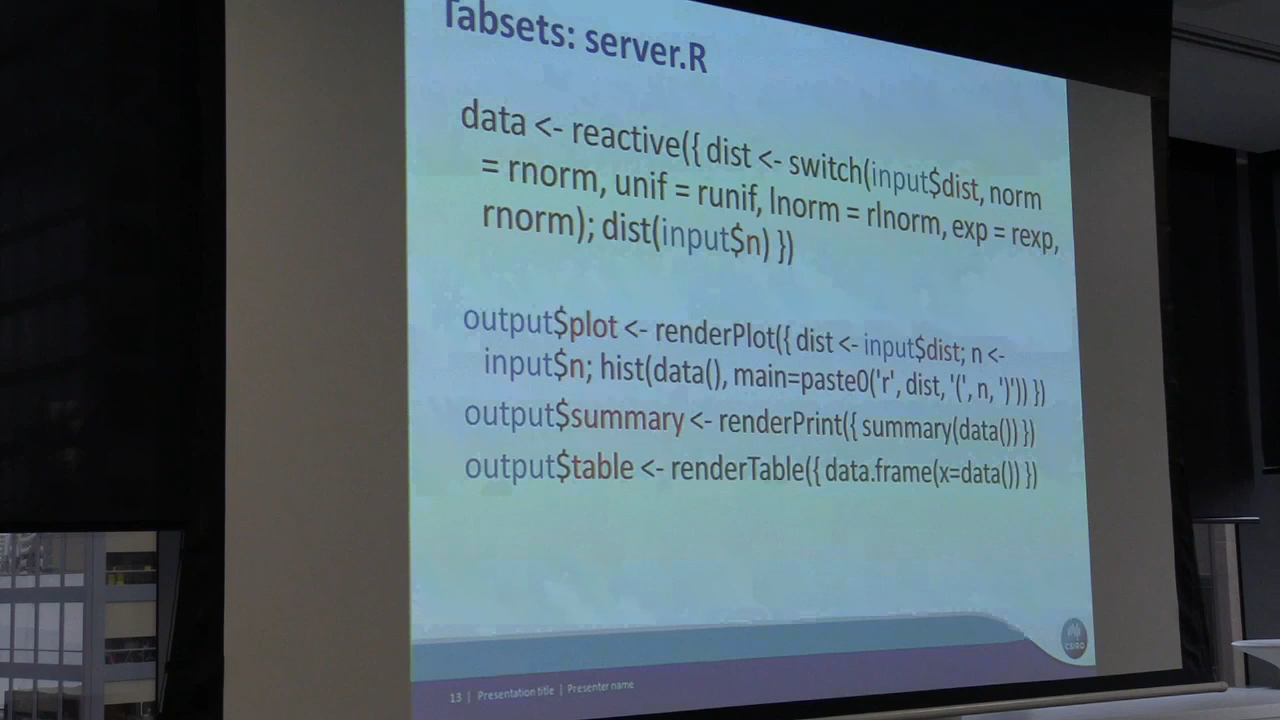 Tabsets: server.R
data <- reactive({ dist <- switch(input$dist, norm
= rnorm, unif = runif, lnorm = rlnorm, exp = rexp,
rnorm); dist(input$n) })
output$plot <- renderPlot({ dist <- input$dist; n <-
input$n; hist(data(), main=paste0('r', dist, '(', n, ')')) })
output$summary <- renderPrint({ summary(data()) })
output$table <- renderTable({ data.frame(x=data()) })
13 | Presentation title | Presenter name
CSIRO